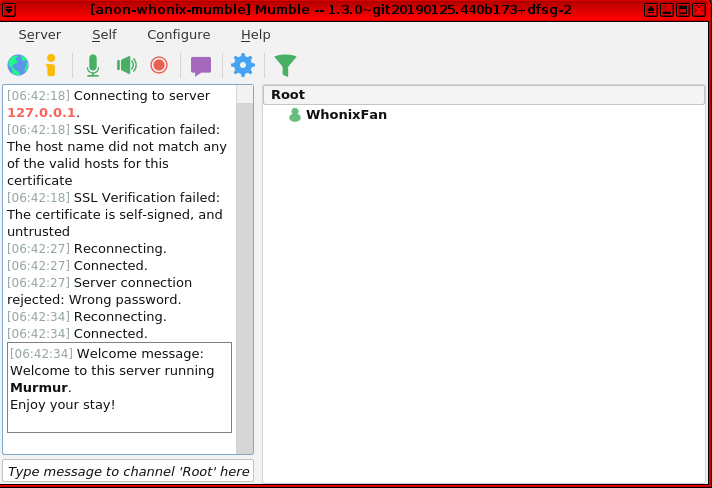 [anon-whonix-mumble] Mumble -- 1.3.0~git20190125.440b173+dfsg-2
Server Self Configure Help
[06:42:18] Connecting to server
127.0.0.1.
[06:42:18] SSL Verification failed:
The host name did not match any
of the valid hosts for this
certificate
[06:42:18] SSL Verification failed:
The certificate is self-signed, and
untrusted
[06:42:27] Reconnecting.
[06:42:27] Connected.
[06:42:27] Server connection
rejected: Wrong password.
[06:42:34] Reconnecting.
[06:42:34] Connected.
[06:42:34] Welcome message:
Welcome to this server running
Murmur.
Enjoy your stay!
Type message to channel 'Root' here
Root
WhonixFan